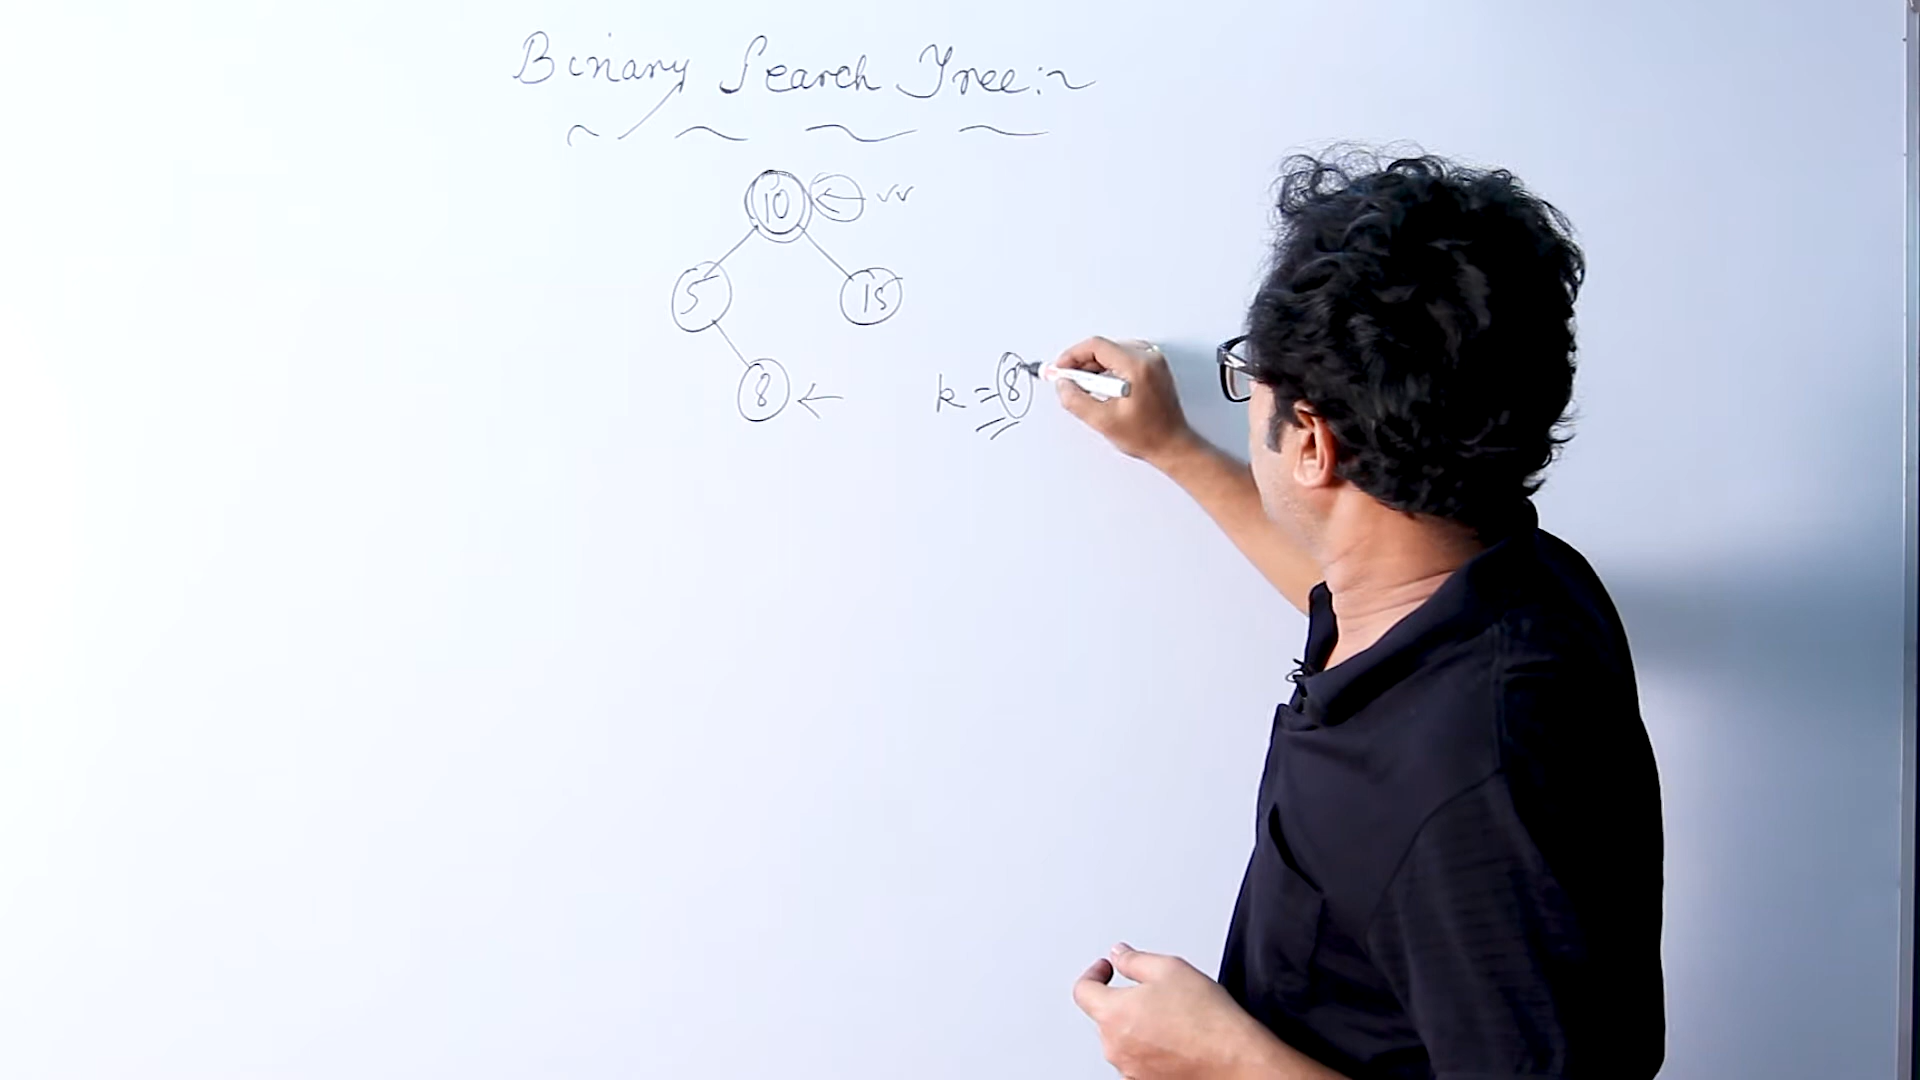 Binary Search Tree:~
10 ← ✓✓
5 15
8 ← k = 8